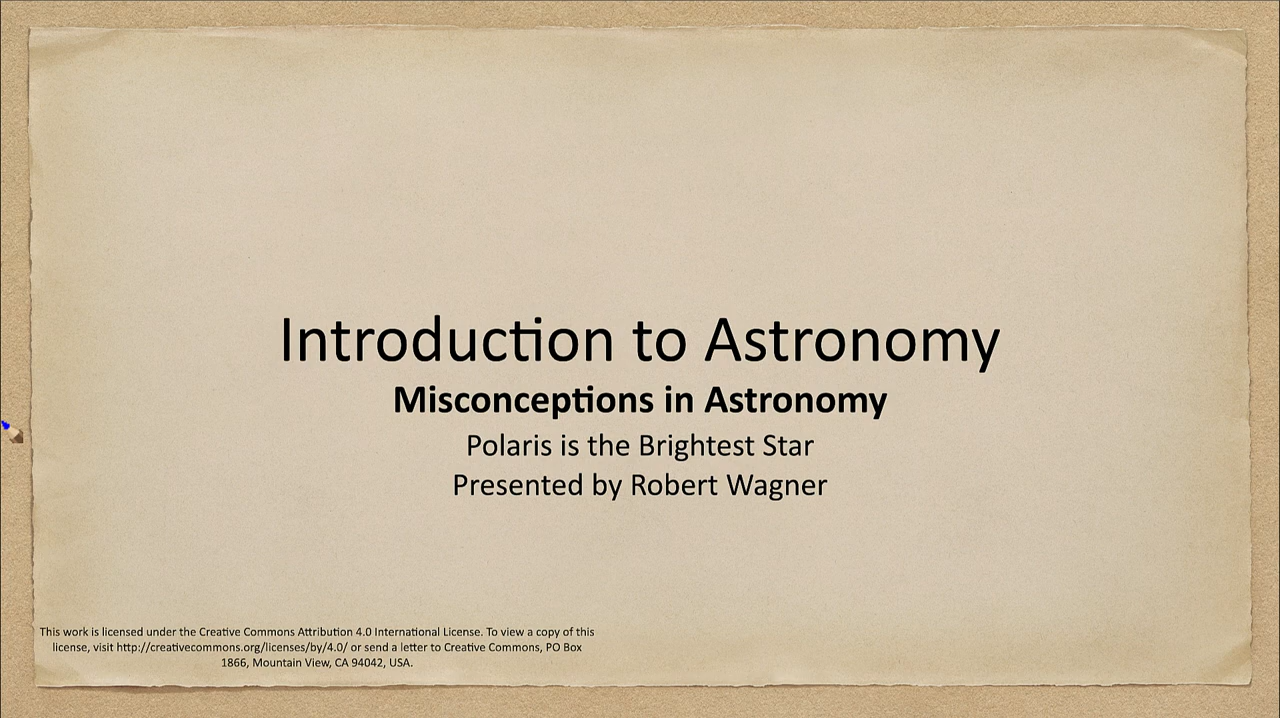 Introduction to Astronomy
Misconceptions in Astronomy
Polaris is the Brightest Star
Presented by Robert Wagner
This work is licensed under the Creative Commons Attribution 4.0 International License. To view a copy of this
license, visit http://creativecommons.org/licenses/by/4.0/ or send a letter to Creative Commons, PO Box
1866, Mountain View, CA 94042, USA.